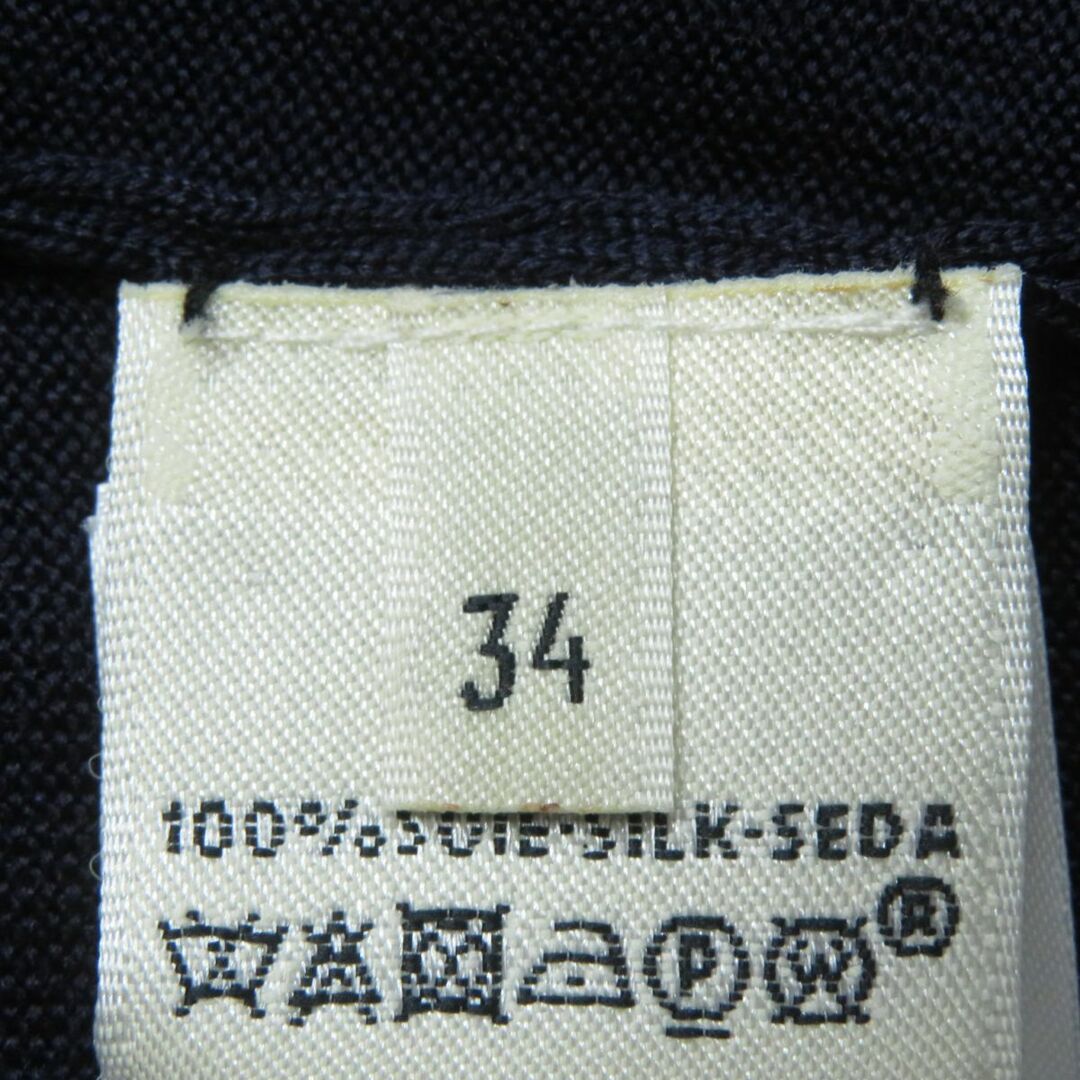 34
100% SOIE-SILK-SEDA
P W ®